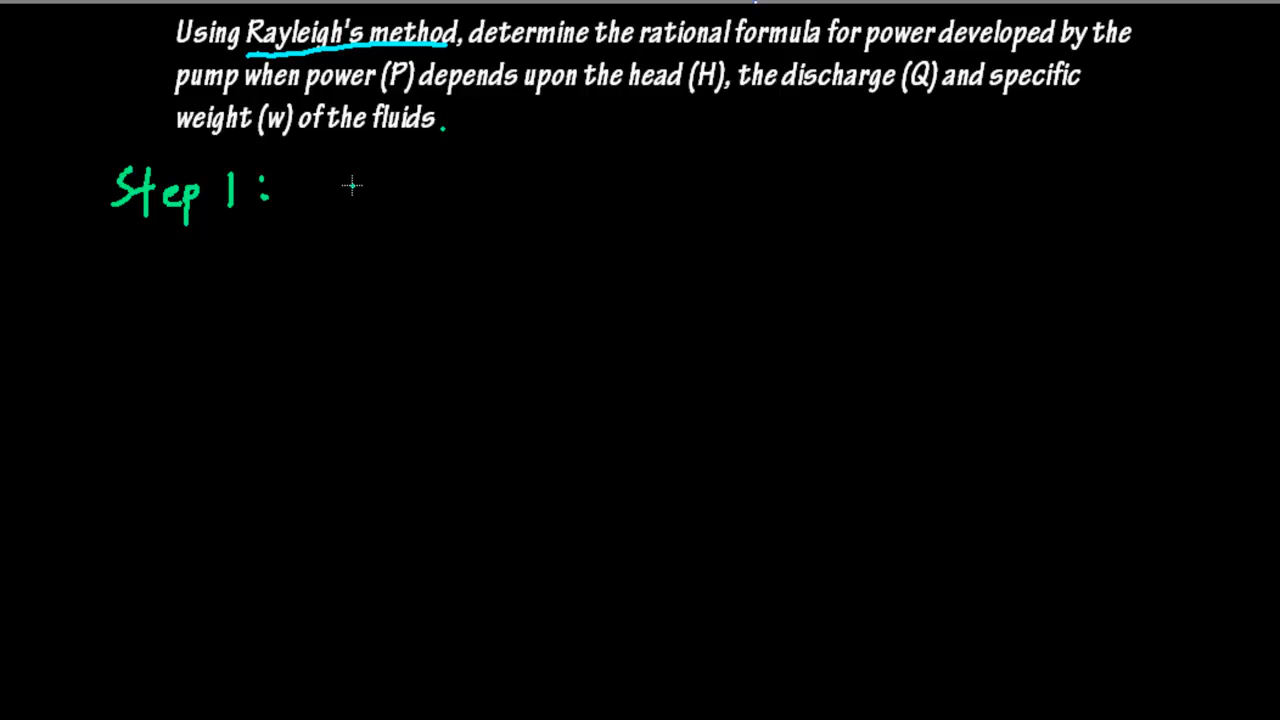 Using Rayleigh's method, determine the rational formula for power developed by the
pump when power (P) depends upon the head (H), the discharge (Q) and specific
weight (w) of the fluids.
Step 1: